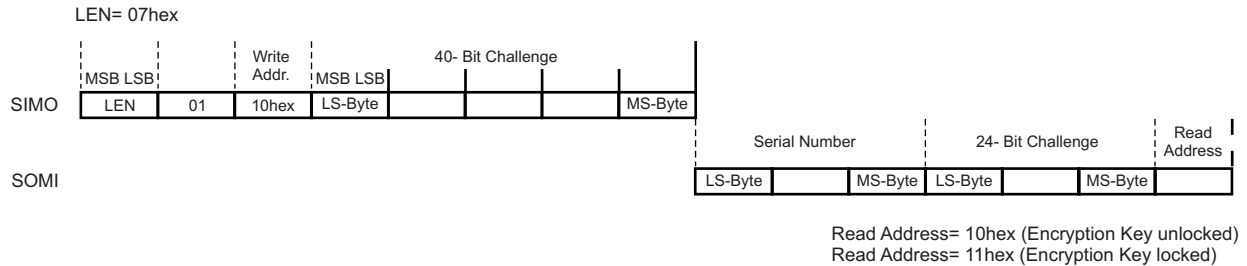 LEN= 07hex
Write
Addr.
40- Bit Challenge
MSB LSB
MSB LSB
SIMO
LEN
01
10hex
LS-Byte
MS-Byte
Serial Number
24- Bit Challenge
Read
Address
SOMI
LS-Byte
MS-Byte
LS-Byte
MS-Byte
Read Address= 10hex (Encryption Key unlocked)
Read Address= 11hex (Encryption Key locked)